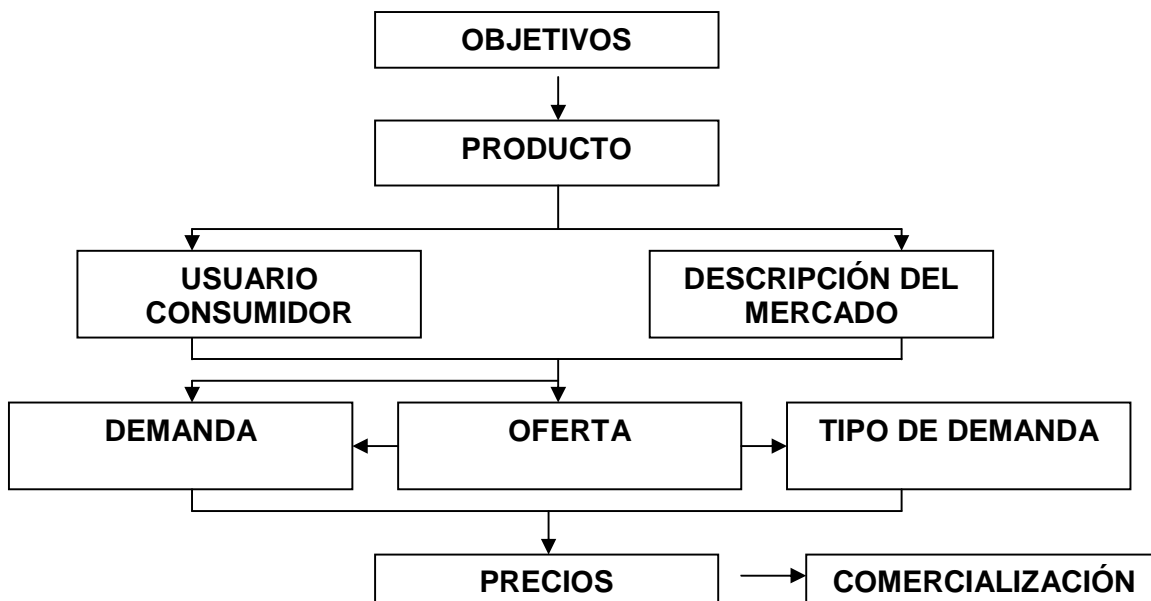 OBJETIVOS
PRODUCTO
USUARIO
CONSUMIDOR
DESCRIPCIÓN DEL
MERCADO
DEMANDA
OFERTA
TIPO DE DEMANDA
PRECIOS
COMERCIALIZACIÓN